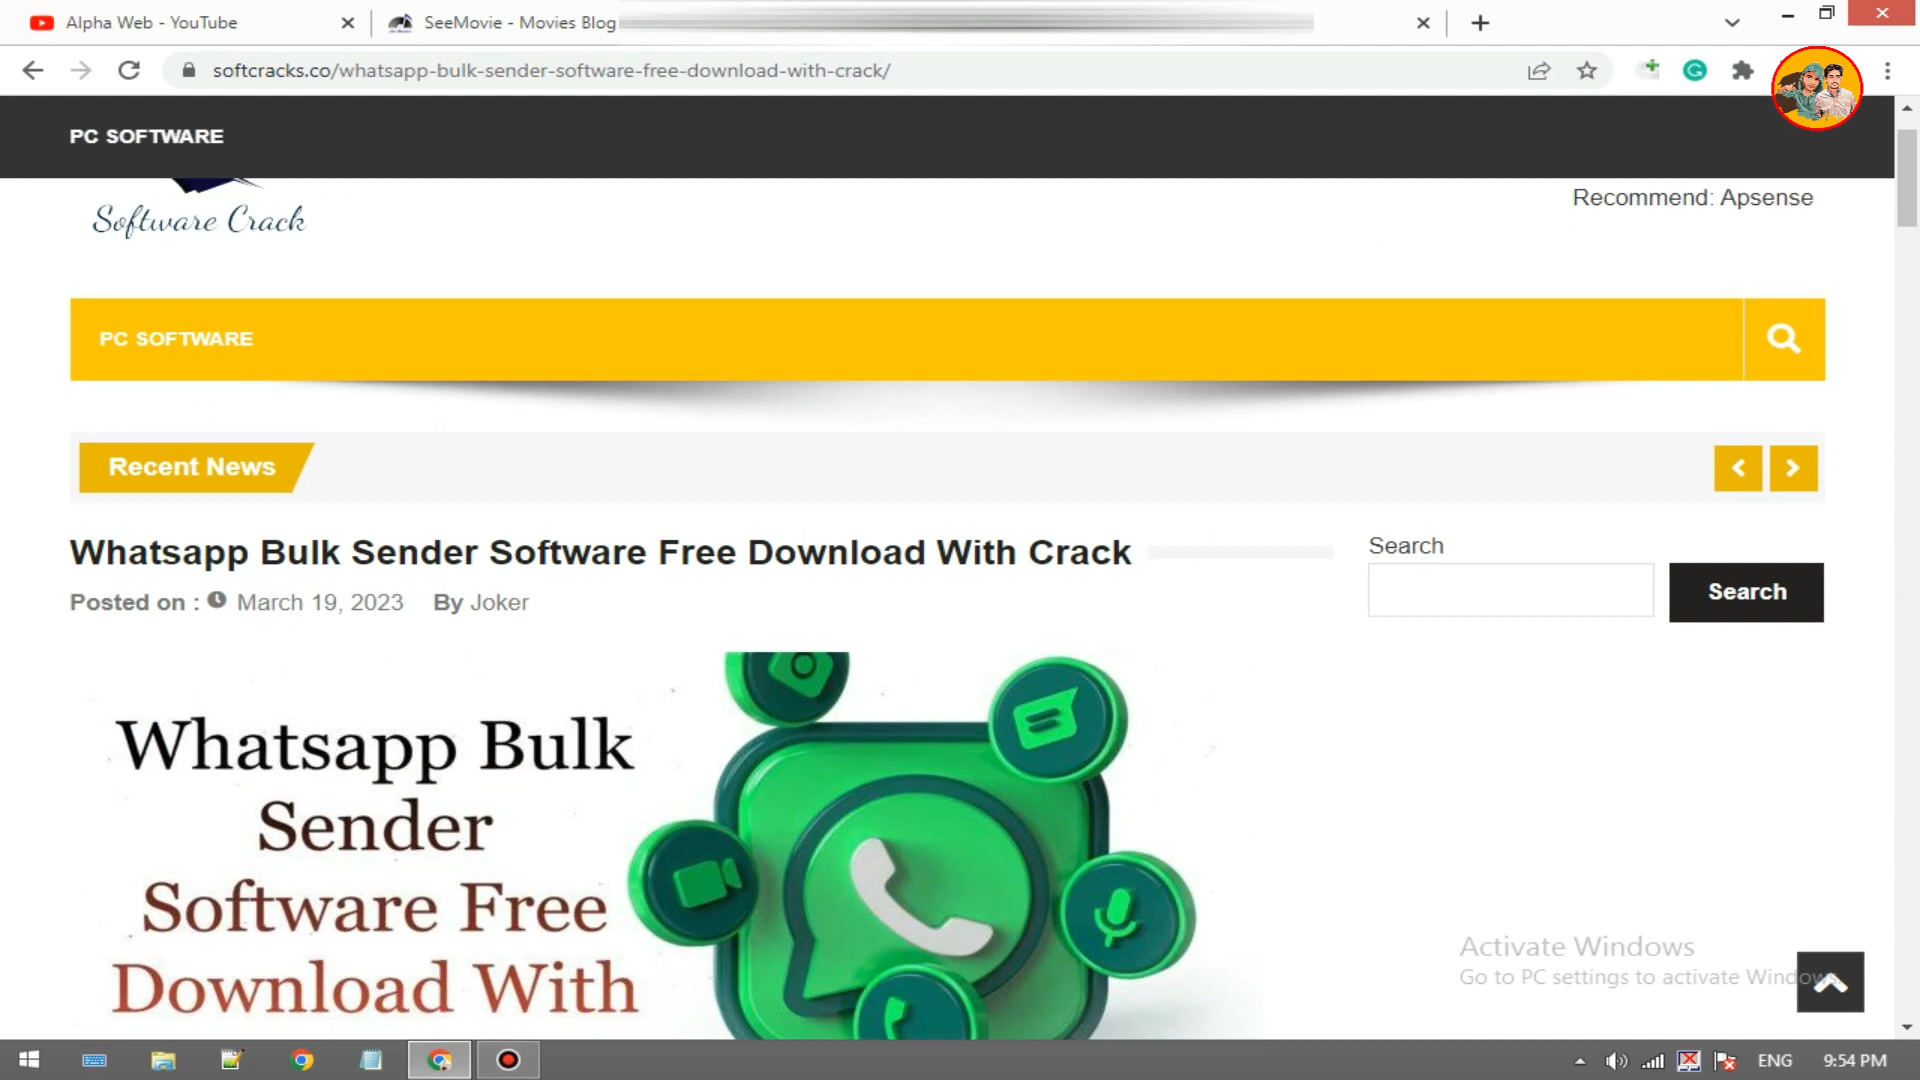 Alpha Web - YouTube
SeeMovie - Movies Blog
softcracks.co/whatsapp-bulk-sender-software-free-download-with-crack/
PC SOFTWARE
Software Crack
Recommend: Apsense
PC SOFTWARE
Recent News
Whatsapp Bulk Sender Software Free Download With Crack
Posted on : March 19, 2023 By Joker
Search
Search
Whatsapp Bulk
Sender
Software Free
Download With
Activate Windows
Go to PC settings to activate Windows.
ENG
9:54 PM